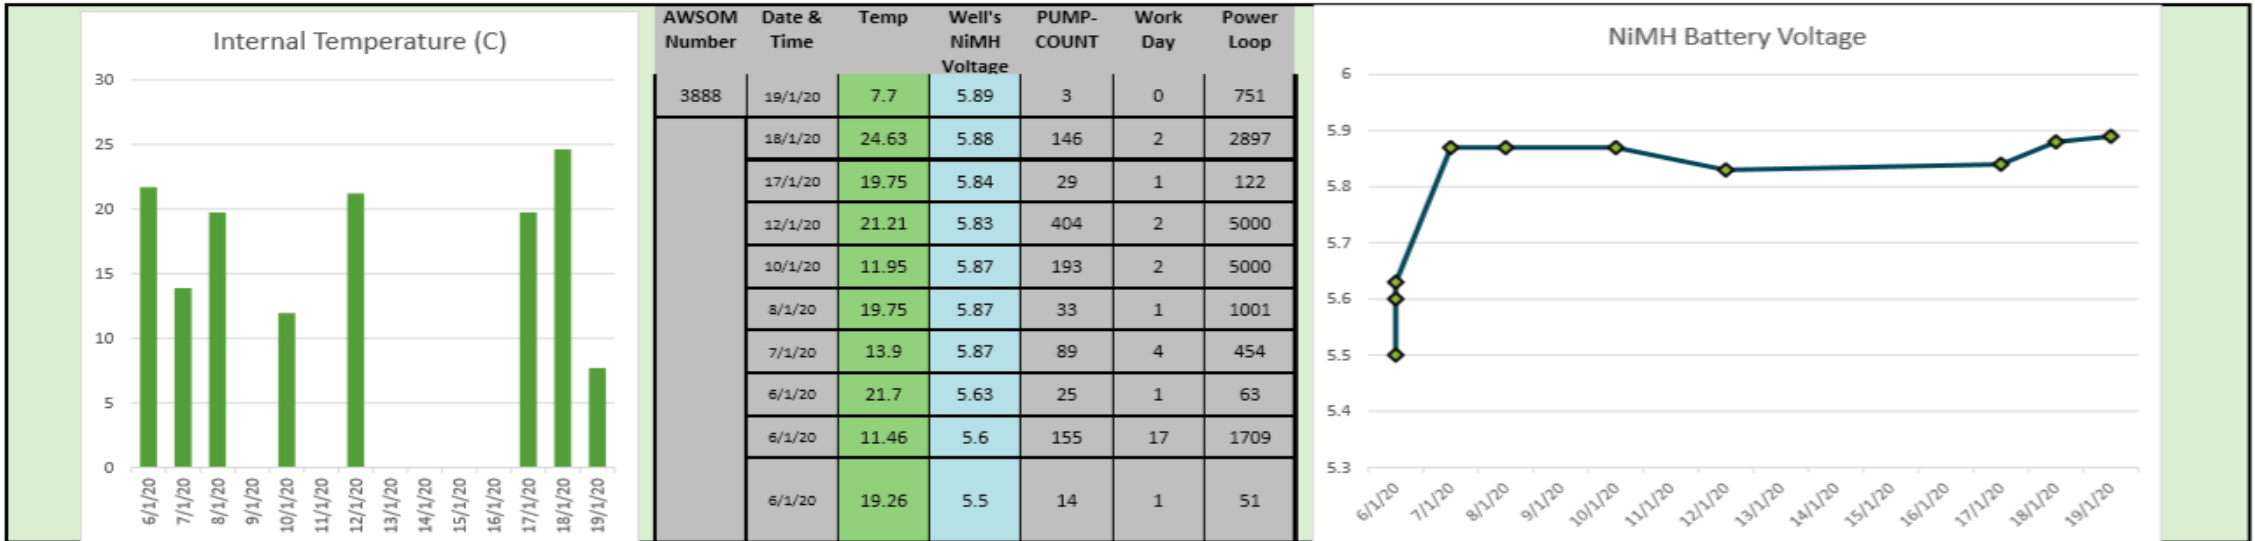 Internal Temperature (C)
30
25
20
15
10
5
0
6/1/20 7/1/20 8/1/20 9/1/20 10/1/20 11/1/20 12/1/20 13/1/20 14/1/20 15/1/20 16/1/20 17/1/20 18/1/20 19/1/20
AWSOM Date & Temp Well's PUMP- Work Power
Number Time NiMH COUNT Day Loop
Voltage
3888 19/1/20 7.7 5.89 3 0 751
18/1/20 24.63 5.88 146 2 2897
17/1/20 19.75 5.84 29 1 122
12/1/20 21.21 5.83 404 2 5000
10/1/20 11.95 5.87 193 2 5000
8/1/20 19.75 5.87 33 1 1001
7/1/20 13.9 5.87 89 4 454
6/1/20 21.7 5.63 25 1 63
6/1/20 11.46 5.6 155 17 1709
6/1/20 19.26 5.5 14 1 51
NiMH Battery Voltage
6
5.9
5.8
5.7
5.6
5.5
5.4
5.3
6/1/20 7/1/20 8/1/20 9/1/20 10/1/20 11/1/20 12/1/20 13/1/20 14/1/20 15/1/20 16/1/20 17/1/20 18/1/20 19/1/20